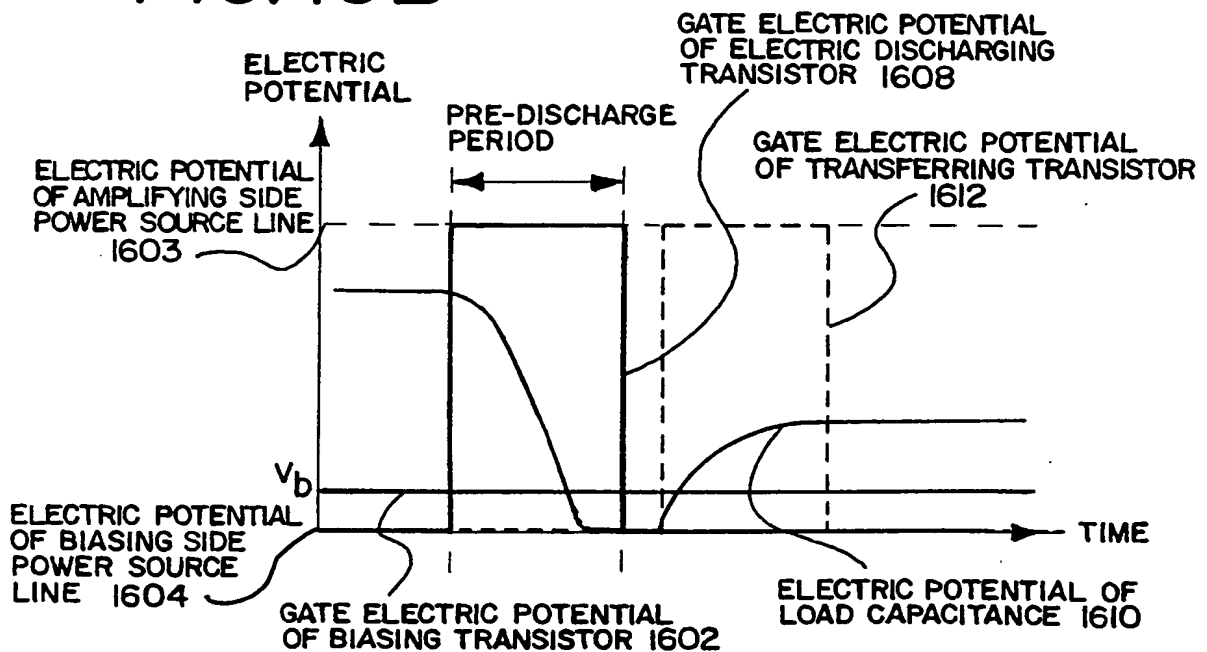 GATE ELECTRIC POTENTIAL
OF ELECTRIC DISCHARGING
TRANSISTOR 1608
ELECTRIC
POTENTIAL
PRE-DISCHARGE
PERIOD
GATE ELECTRIC POTENTIAL
OF TRANSFERRING TRANSISTOR
1612
ELECTRIC POTENTIAL
OF AMPLIFYING SIDE
POWER SOURCE LINE
1603
Vb
ELECTRIC POTENTIAL
OF BIASING SIDE
POWER SOURCE
LINE 1604
TIME
GATE ELECTRIC POTENTIAL
OF BIASING TRANSISTOR 1602
ELECTRIC POTENTIAL OF
LOAD CAPACITANCE 1610